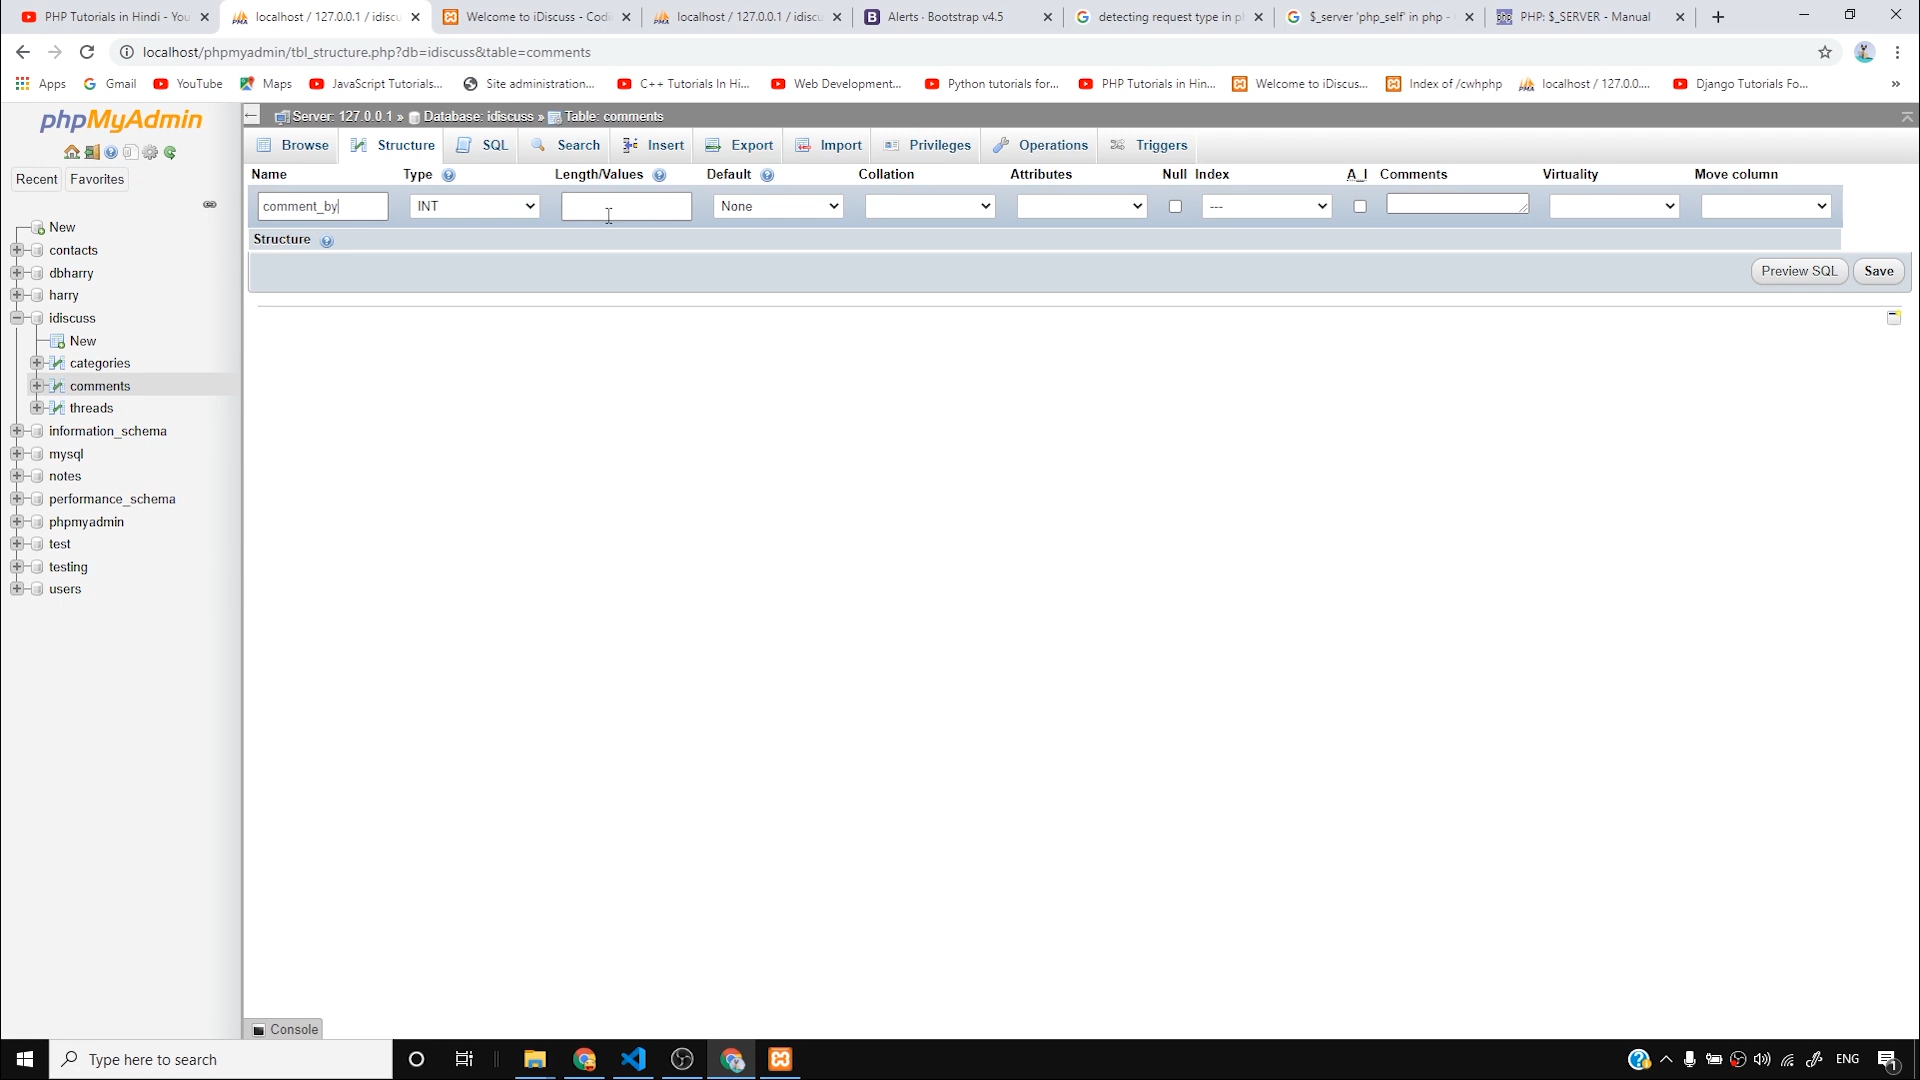 PHP Tutorials in Hindi - You
localhost / 127.0.0.1 / idiscu
Welcome to iDiscuss - Codi
localhost / 127.0.0.1 / idiscu
Alerts · Bootstrap v4.5
detecting request type in p
$_server 'php_self' in php -
PHP: $_SERVER - Manual
localhost/phpmyadmin/tbl_structure.php?db=idiscuss&table=comments
Apps
Gmail
YouTube
Maps
JavaScript Tutorials...
Site administration...
C++ Tutorials In Hi...
Web Development...
Python tutorials for...
PHP Tutorials in Hin...
Welcome to iDiscus...
Index of /cwhphp
localhost / 127.0.0....
Django Tutorials Fo...
»
phpMyAdmin
Recent
Favorites
New
contacts
dbharry
harry
idiscuss
New
categories
comments
threads
information_schema
mysql
notes
performance_schema
phpmyadmin
test
testing
users
Server: 127.0.0.1 » Database: idiscuss » Table: comments
Browse
Structure
SQL
Search
Insert
Export
Import
Privileges
Operations
Triggers
Name
Type
Length/Values
Default
Collation
Attributes
Null
Index
A_I
Comments
Virtuality
Move column
comment_by
INT
None
---
Structure
Preview SQL
Save
Console
Type here to search
ENG
1